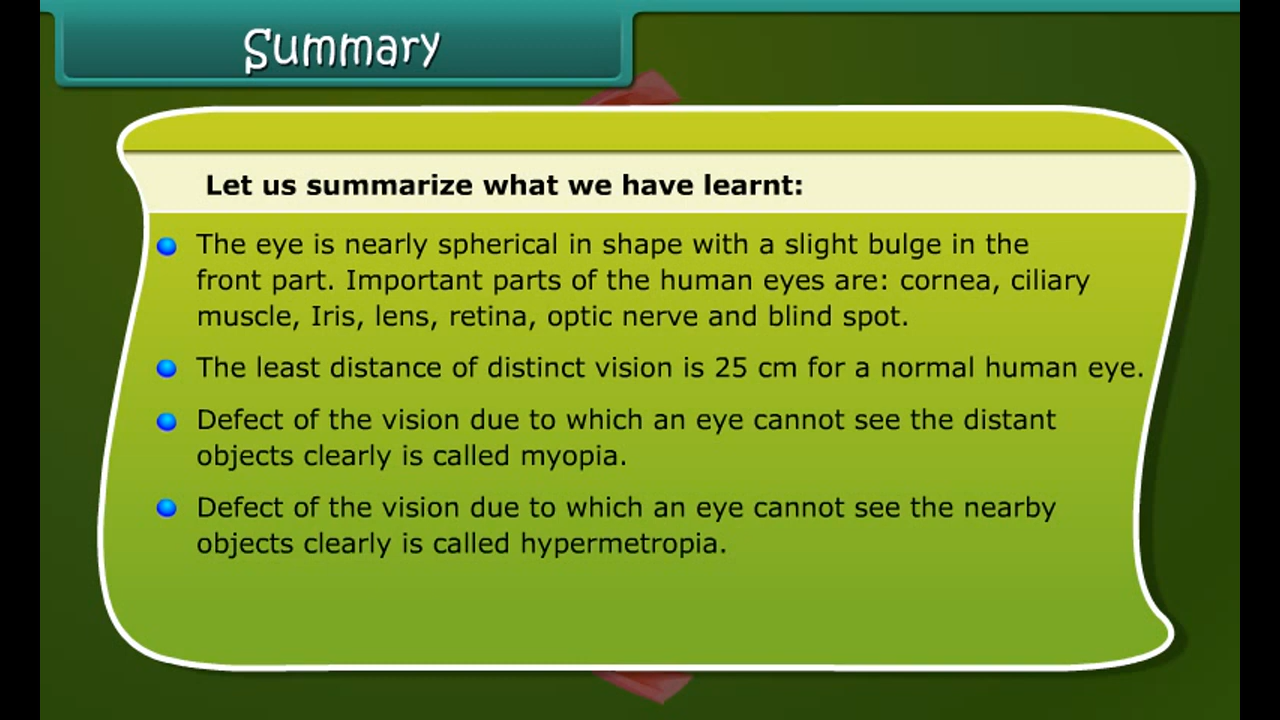 Summary
Let us summarize what we have learnt:
The eye is nearly spherical in shape with a slight bulge in the
front part. Important parts of the human eyes are: cornea, ciliary
muscle, Iris, lens, retina, optic nerve and blind spot.
The least distance of distinct vision is 25 cm for a normal human eye.
Defect of the vision due to which an eye cannot see the distant
objects clearly is called myopia.
Defect of the vision due to which an eye cannot see the nearby
objects clearly is called hypermetropia.